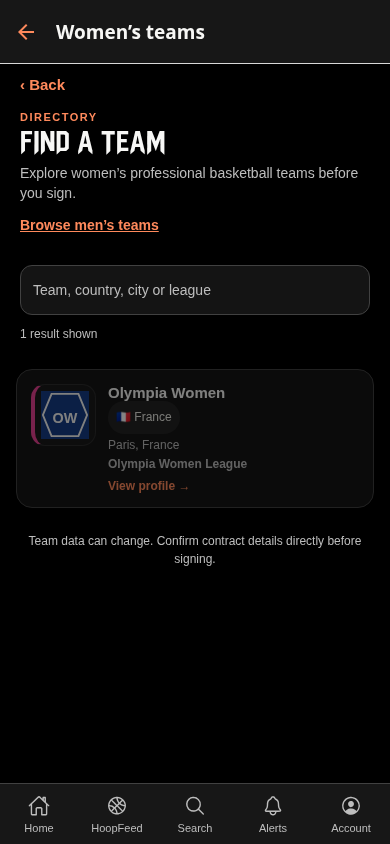 Women’s teams
‹ Back
DIRECTORY
FIND A TEAM
Explore women’s professional basketball teams before
you sign.
Browse men’s teams
Team, country, city or league
1 result shown
Olympia Women
OW
France
Paris, France
Olympia Women League
View profile →
Team data can change. Confirm contract details directly before
signing.
Home
HoopFeed
Search
Alerts
Account